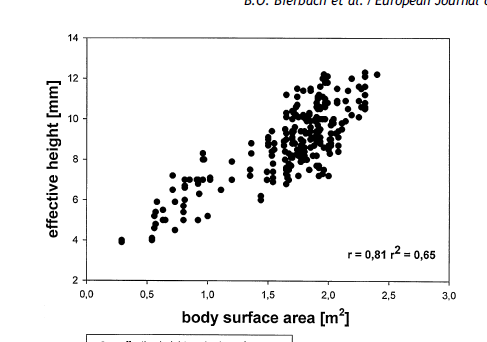 B.O. Bierbach et al. / European Journal
14
12
10
8
6
4
2
effective height [mm]
r = 0,81 r² = 0,65
0,0 0,5 1,0 1,5 2,0 2,5 3,0
body surface area [m²]